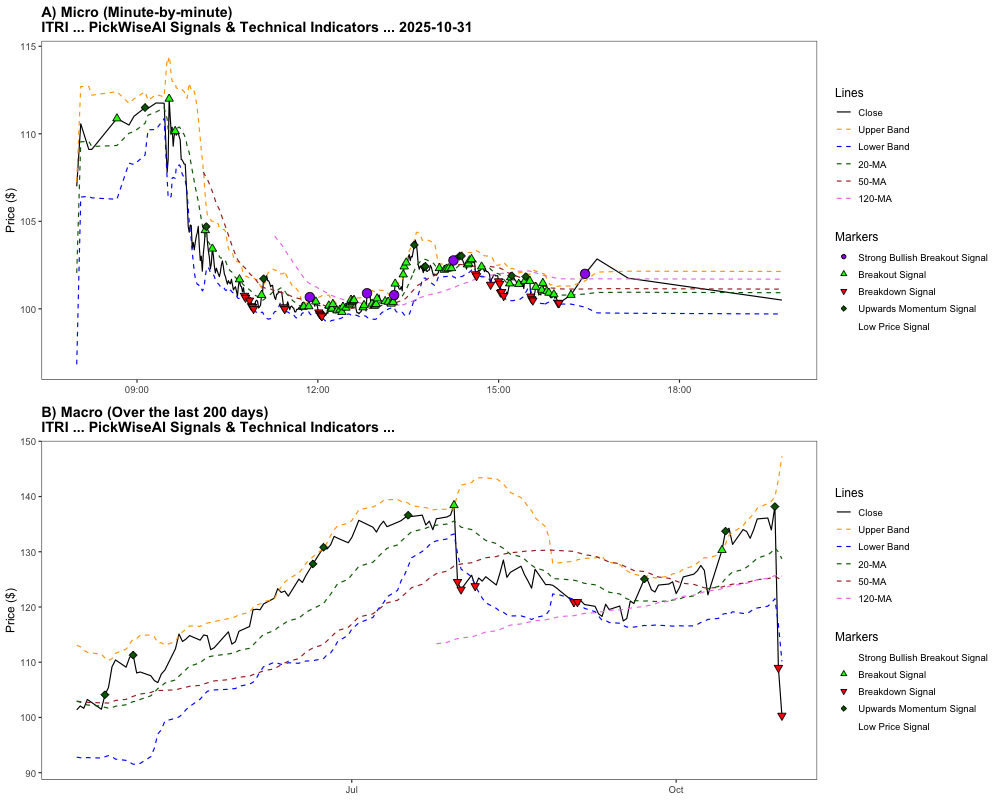 A) Micro (Minute-by-minute)
ITRI ... PickWiseAI Signals & Technical Indicators ... 2025-10-31
115
110
105
100
Price ($)
09:00
12:00
15:00
18:00
Lines
Close
Upper Band
Lower Band
20-MA
50-MA
120-MA
Markers
Strong Bullish Breakout Signal
Breakout Signal
Breakdown Signal
Upwards Momentum Signal
Low Price Signal
B) Macro (Over the last 200 days)
ITRI ... PickWiseAI Signals & Technical Indicators ...
150
140
130
120
110
100
90
Price ($)
Jul
Oct
Lines
Close
Upper Band
Lower Band
20-MA
50-MA
120-MA
Markers
Strong Bullish Breakout Signal
Breakout Signal
Breakdown Signal
Upwards Momentum Signal
Low Price Signal